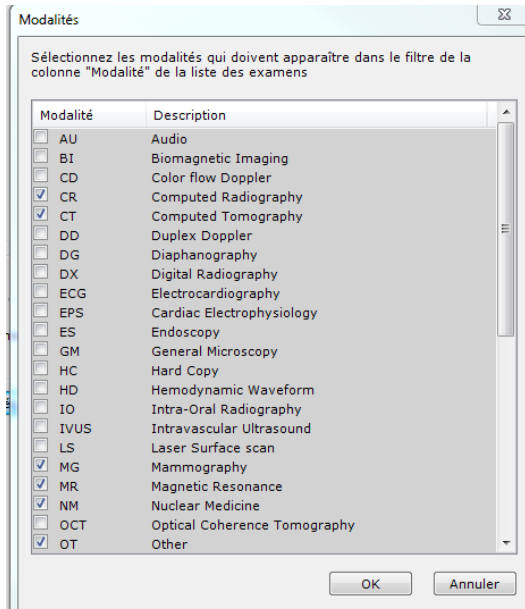 Modalités
Sélectionnez les modalités qui doivent apparaître dans le filtre de la
colonne "Modalité" de la liste des examens
Modalité Description
AU Audio
BI Biomagnetic Imaging
CD Color flow Doppler
CR Computed Radiography
CT Computed Tomography
DD Duplex Doppler
DG Diaphanography
DX Digital Radiography
ECG Electrocardiography
EPS Cardiac Electrophysiology
ES Endoscopy
GM General Microscopy
HC Hard Copy
HD Hemodynamic Waveform
IO Intra-Oral Radiography
IVUS Intravascular Ultrasound
LS Laser Surface scan
MG Mammography
MR Magnetic Resonance
NM Nuclear Medicine
OCT Optical Coherence Tomography
OT Other
OK Annuler